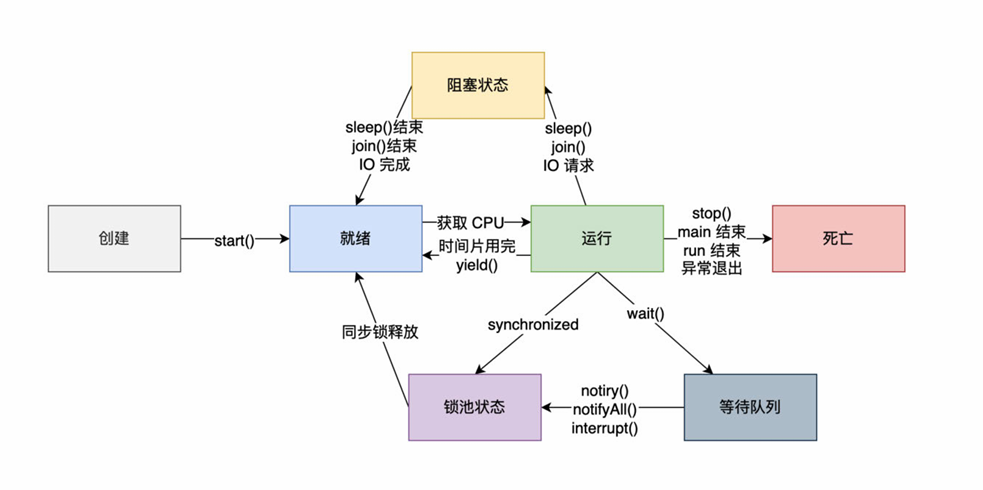 阻塞状态
sleep()结束
join()结束
IO 完成
sleep()
join()
IO 请求
创建
start()
就绪
获取 CPU
时间片用完
yield()
运行
stop()
main 结束
run 结束
异常退出
死亡
同步锁释放
synchronized
wait()
锁池状态
notiry()
notifyAll()
interrupt()
等待队列